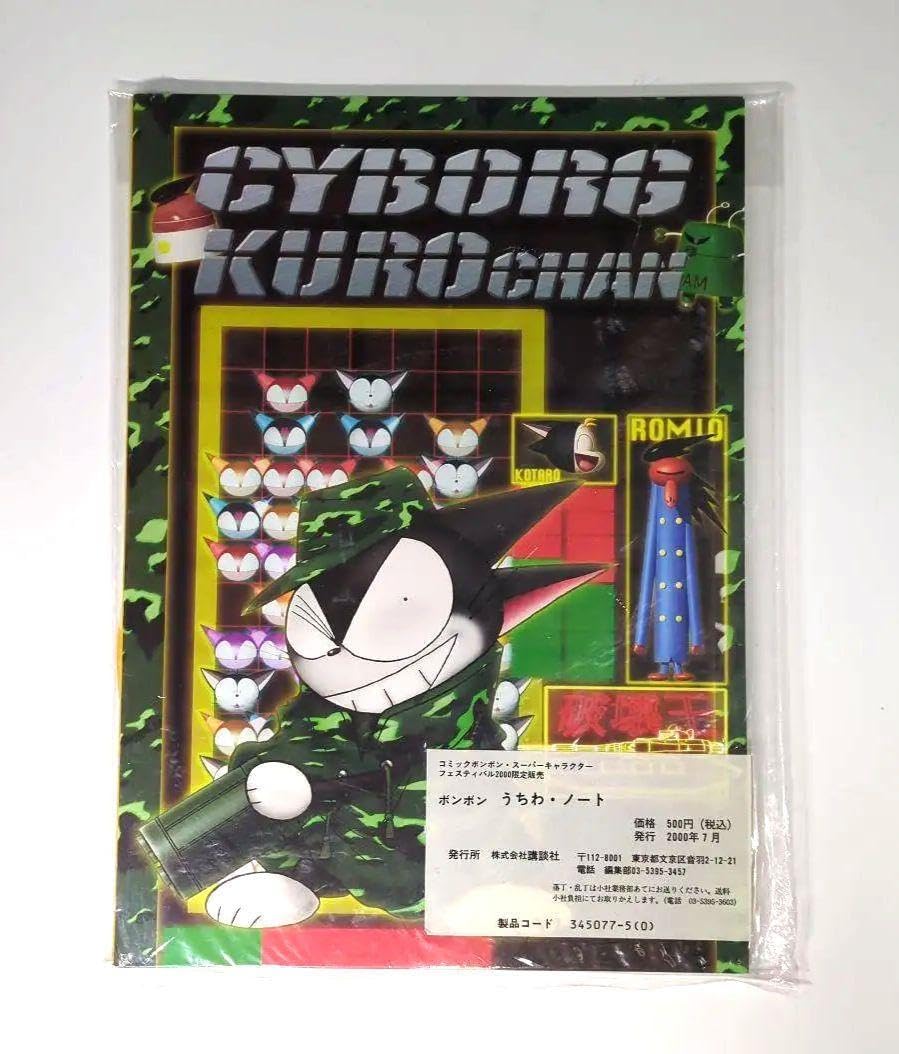 CYBORG
KUROCHAN
AM
ROMIO
KOTARO
コミックボンボン・スーパーキャラクター
フェスティバル2000限定販売
ボンボン うちわ・ノート
価格 500円 (税込)
発行 2000年7月
発行所 株式会社講談社 〒112-8001 東京都文京区音羽2-12-21
電話 編集部03-5395-3457
落丁・乱丁は小社業務部あてにお送りください。送料
小社負担にてお取りかえします。(電話 03-5395-3603)
製品コード 345077-5(0)